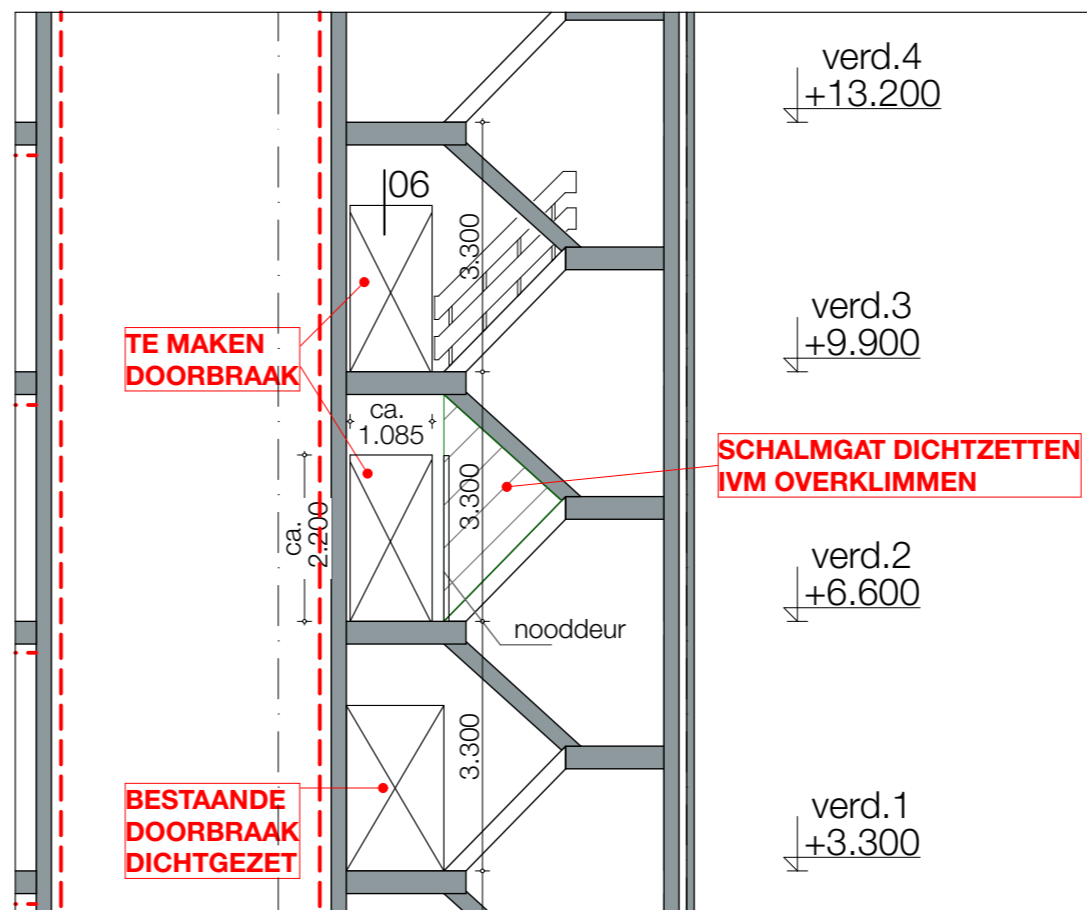 verd.4
+13.200
06
3.300
verd.3
+9.900
TE MAKEN
DOORBRAAK
ca.
1.085
SCHALMGAT DICHTZETTEN
IVM OVERKLIMMEN
3.300
ca.
2.200
verd.2
+6.600
nooddeur
3.300
BESTAANDE
DOORBRAAK
DICHTGEZET
verd.1
+3.300